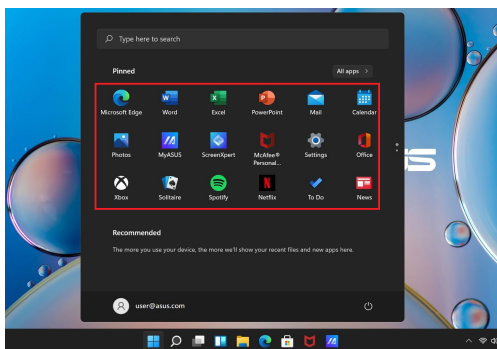 Type here to search
Pinned
All apps >
Microsoft Edge Word Excel PowerPoint Mail Calendar
Photos MyASUS ScreenXpert McAfee® Personal... Settings Office
Xbox Solitaire Spotify Netflix To Do News
Recommended
The more you use your device, the more we'll show your recent files and new apps here.
user@asus.com